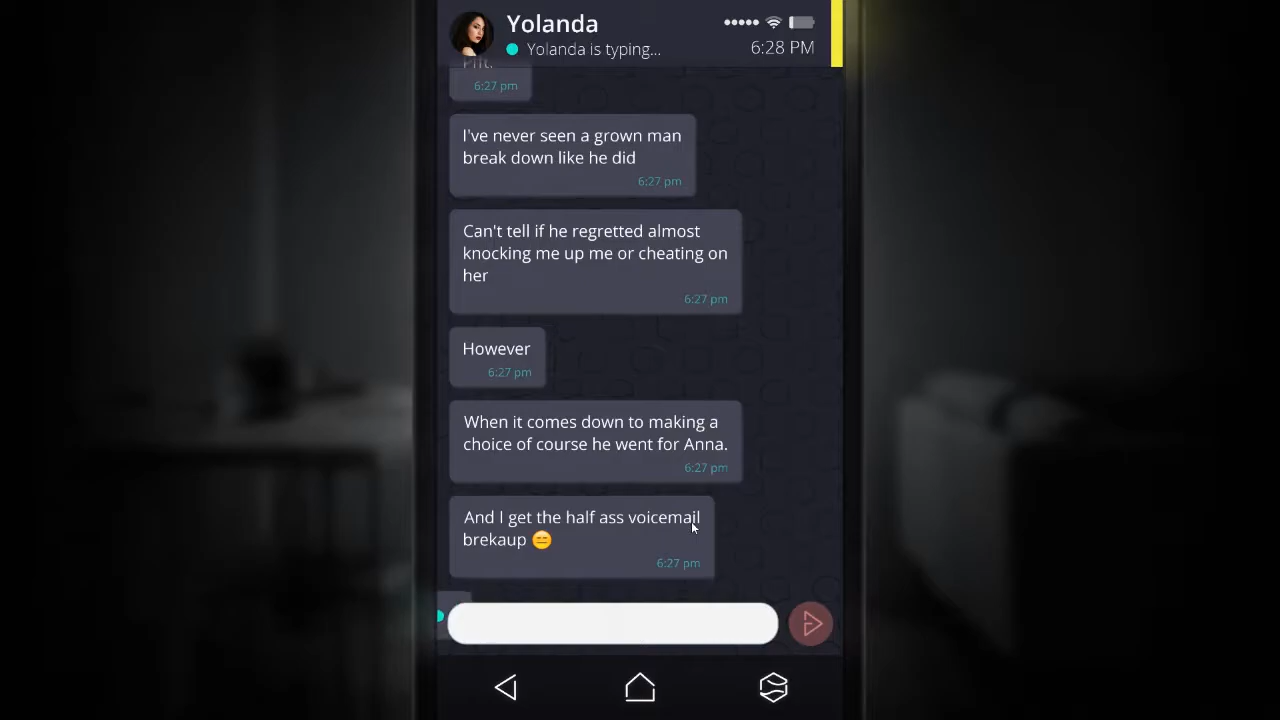 Yolanda
Yolanda is typing...
6:28 PM
Pfft.
6:27 pm
I've never seen a grown man
break down like he did
6:27 pm
Can't tell if he regretted almost
knocking me up me or cheating on
her
6:27 pm
However
6:27 pm
When it comes down to making a
choice of course he went for Anna.
6:27 pm
And I get the half ass voicemail
brekaup 😑
6:27 pm